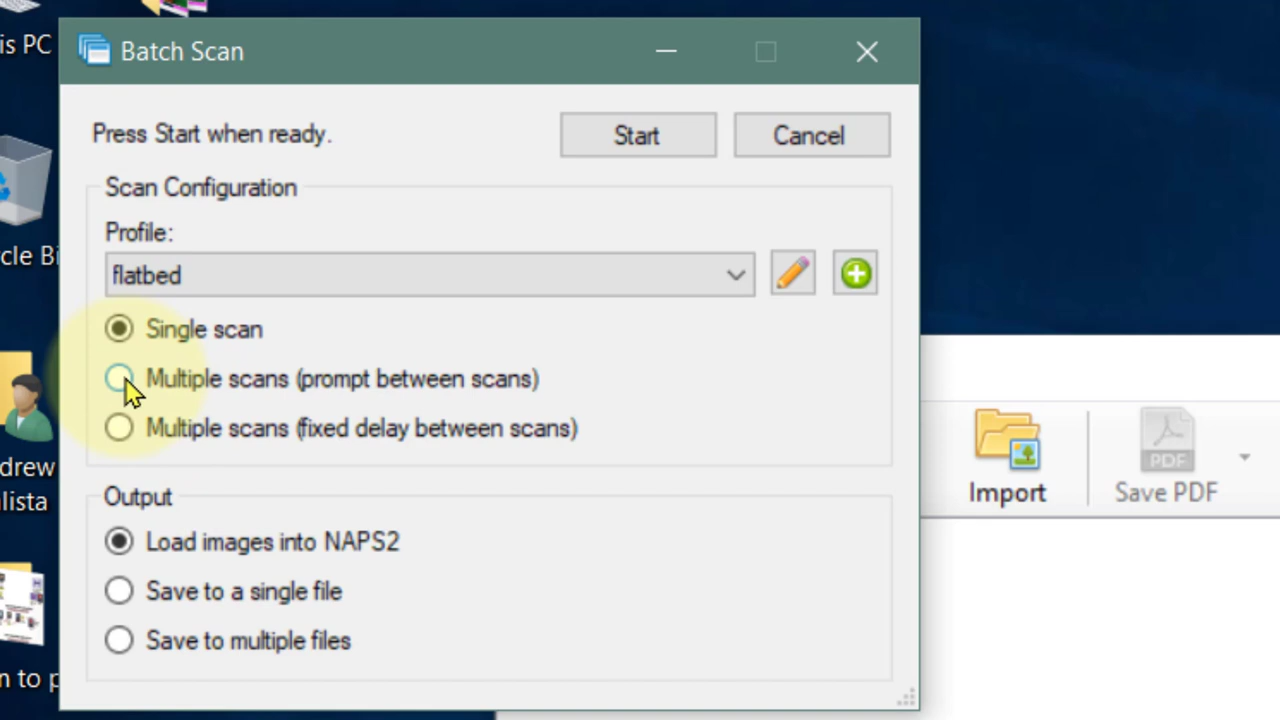 is PC
Batch Scan
Press Start when ready.
Start
Cancel
Scan Configuration
Profile:
cle Bi
flatbed
Single scan
Multiple scans (prompt between scans)
Multiple scans (fixed delay between scans)
drew
lista
Import
PDF
Save PDF
Output
Load images into NAPS2
Save to a single file
Save to multiple files
n to p